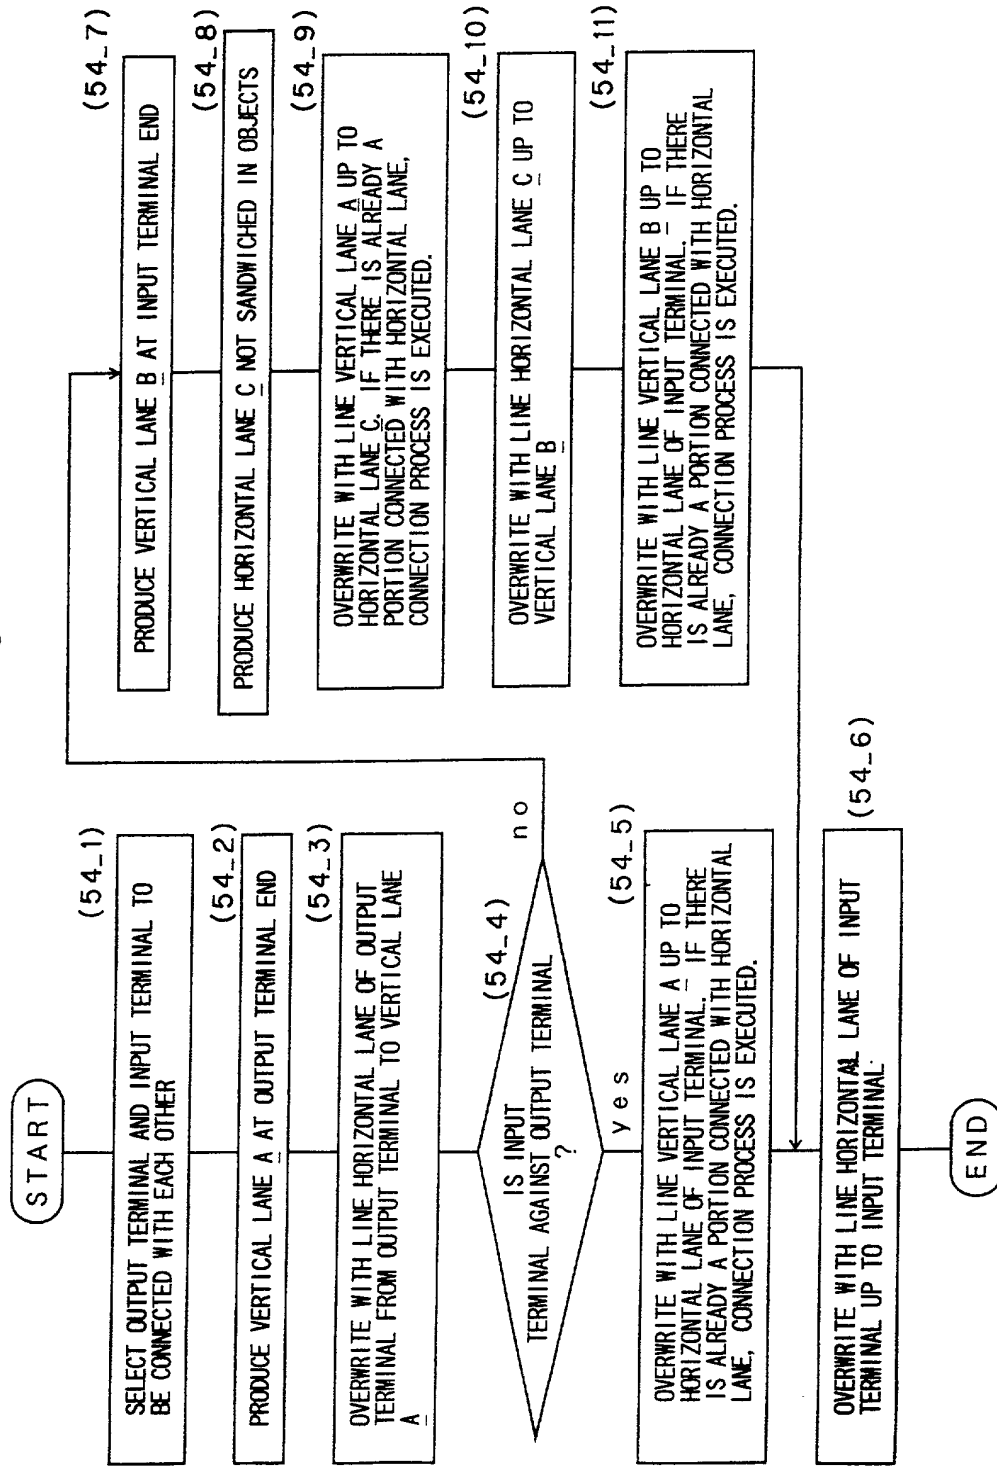 START
(54_1)
SELECT OUTPUT TERMINAL AND INPUT TERMINAL TO
BE CONNECTED WITH EACH OTHER
(54_2)
PRODUCE VERTICAL LANE A AT OUTPUT TERMINAL END
(54_3)
OVERWRITE WITH LINE HORIZONTAL LANE OF OUTPUT
TERMINAL FROM OUTPUT TERMINAL TO VERTICAL LANE
A
(54_4)
IS INPUT
TERMINAL AGAINST OUTPUT TERMINAL
?
no
yes
(54_5)
OVERWRITE WITH LINE VERTICAL LANE A UP TO
HORIZONTAL LANE OF INPUT TERMINAL. IF THERE
IS ALREADY A PORTION CONNECTED WITH HORIZONTAL
LANE, CONNECTION PROCESS IS EXECUTED.
(54_6)
OVERWRITE WITH LINE HORIZONTAL LANE OF INPUT
TERMINAL UP TO INPUT TERMINAL.
END
(54_7)
PRODUCE VERTICAL LANE B AT INPUT TERMINAL END
(54_8)
PRODUCE HORIZONTAL LANE C NOT SANDWICHED IN OBJECTS
(54_9)
OVERWRITE WITH LINE VERTICAL LANE A UP TO
HORIZONTAL LANE C. IF THERE IS ALREADY A
PORTION CONNECTED WITH HORIZONTAL LANE,
CONNECTION PROCESS IS EXECUTED.
(54_10)
OVERWRITE WITH LINE HORIZONTAL LANE C UP TO
VERTICAL LANE B
(54_11)
OVERWRITE WITH LINE VERTICAL LANE B UP TO
HORIZONTAL LANE OF INPUT TERMINAL. IF THERE
IS ALREADY A PORTION CONNECTED WITH HORIZONTAL
LANE, CONNECTION PROCESS IS EXECUTED.